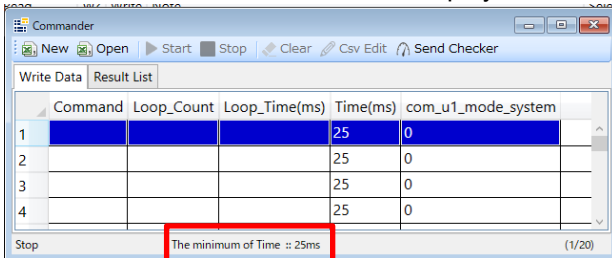 Commander
New Open Start Stop Clear Csv Edit Send Checker
Write Data Result List
Command Loop_Count Loop_Time(ms) Time(ms) com_u1_mode_system
1 25 0
2 25 0
3 25 0
4 25 0
Stop The minimum of Time :: 25ms (1/20)